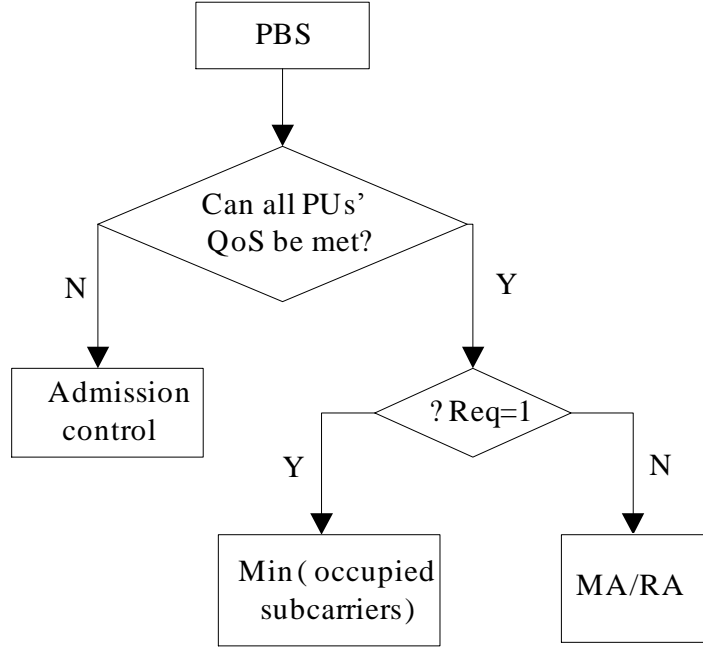 PBS
Can all PUs'
QoS be met?
N
Y
Admission
control
? Req=1
Y
N
Min( occupied
subcarriers)
MA/RA